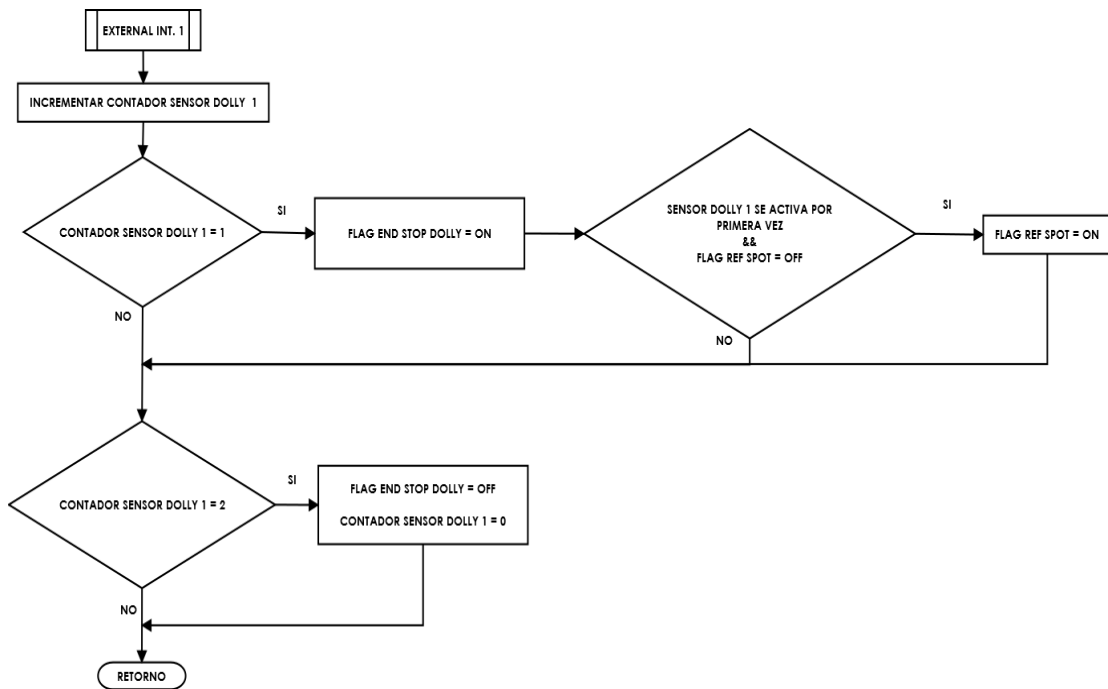 EXTERNAL INT. 1
INCREMENTAR CONTADOR SENSOR DOLLY 1
CONTADOR SENSOR DOLLY 1 = 1
SI
FLAG END STOP DOLLY = ON
SENSOR DOLLY 1 SE ACTIVA POR
PRIMERA VEZ
&&
FLAG REF SPOT = OFF
SI
FLAG REF SPOT = ON
NO
NO
CONTADOR SENSOR DOLLY 1 = 2
SI
FLAG END STOP DOLLY = OFF
CONTADOR SENSOR DOLLY 1 = 0
NO
RETORNO